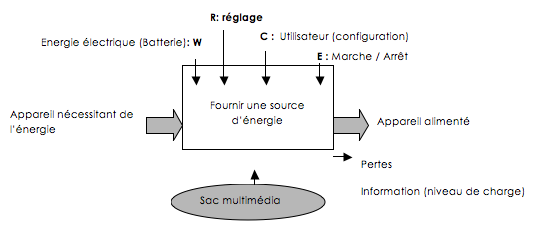 R: réglage
C : Utilisateur (configuration)
Energie électrique (Batterie): W
E : Marche / Arrêt
Appareil nécessitant de
l'énergie
Fournir une source
d'énergie
Appareil alimenté
Pertes
Information (niveau de charge)
Sac multimédia